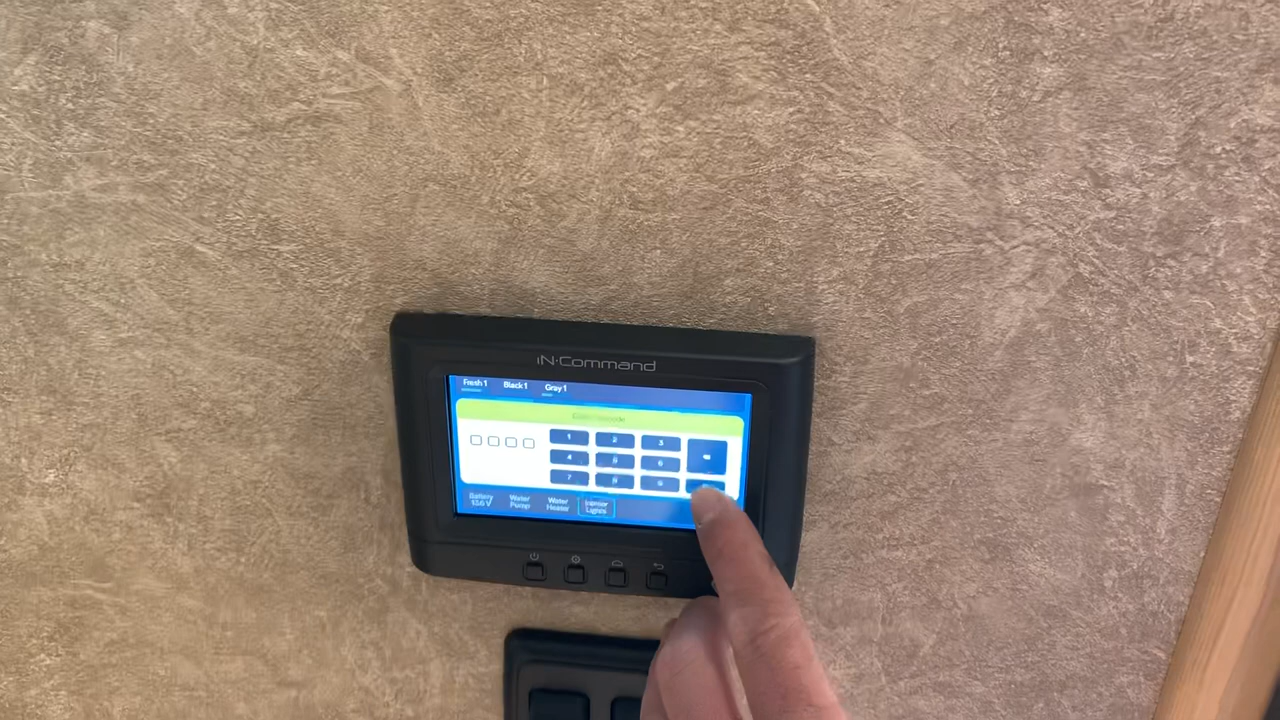 iN·Command
Fresh 1 Black 1 Gray 1
1 2 3
4 5 6
7 8 9
Battery Water Water Interior
13.6 V Pump Heater Lights